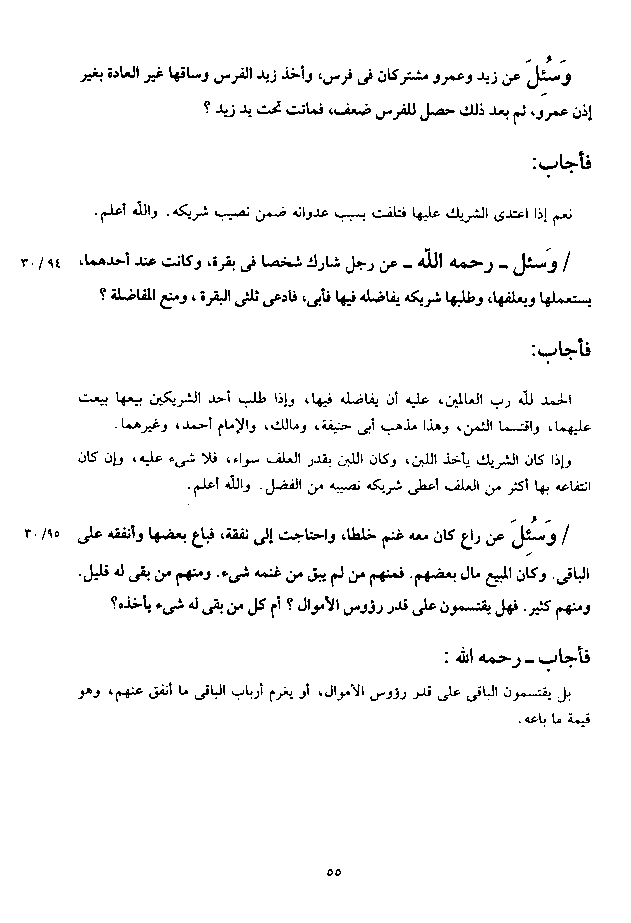 وَسُئِلَ عن زيد وعمرو مشتركان فى فرس، وأخذ زيد الفرس وساقها غير العادة بغير
إذن عمرو، ثم بعد ذلك حصل للفرس ضعف، فماتت تحت يد زيد ؟
فأجاب:
نعم إذا اعتدى الشريك عليها فتلفت بسبب عدوانه ضمن نصيب شريكه. والله أعلم.
/ وَسئل ــ رحمه الله ــ عن رجل شارك شخصا فى بقرة، وكانت عند أحدهما، ٣٠/٩٤
يستعملها ويعلفها، وطلبها شريكه يفاضله فيها فأبى، فادعى ثلثى البقرة ، ومنع المفاضلة ؟
فأجاب:
الحمد لله رب العالمين، عليه أن يفاضله فيها، وإذا طلب أحد الشريكين بيعها بيعت
عليهما، واقتسما الثمن، وهذا مذهب أبى حنيفة، ومالك، والإمام أحمد، وغيرهما.
وإذا كان الشريك يأخذ اللبن، وكان اللبن بقدر العلف سواء، فلا شىء عليه، وإن كان
انتفاعه بها أكثر من العلف أعطى شريكه نصيبه من الفضل. والله أعلم.
/ وَسُئِلَ عن راع كان معه غنم خلطا، واحتاجت إلى نفقة، فباع بعضها وأنفقه على ٣٠/٩٥
الباقى. وكان المبيع مال بعضهم. فمنهم من لم يبق من غنمه شىء. ومنهم من بقى له قليل.
ومنهم كثير. فهل يقتسمون على قدر رؤوس الأموال ؟ أم كل من بقى له شىء يأخذه؟
فأجاب ــ رحمه الله :
بل يقتسمون الباقى على قدر رؤوس الأموال، أو يغرم أرباب الباقى ما أنفق عنهم، وهو
قيمة ما باعه.
٥٥